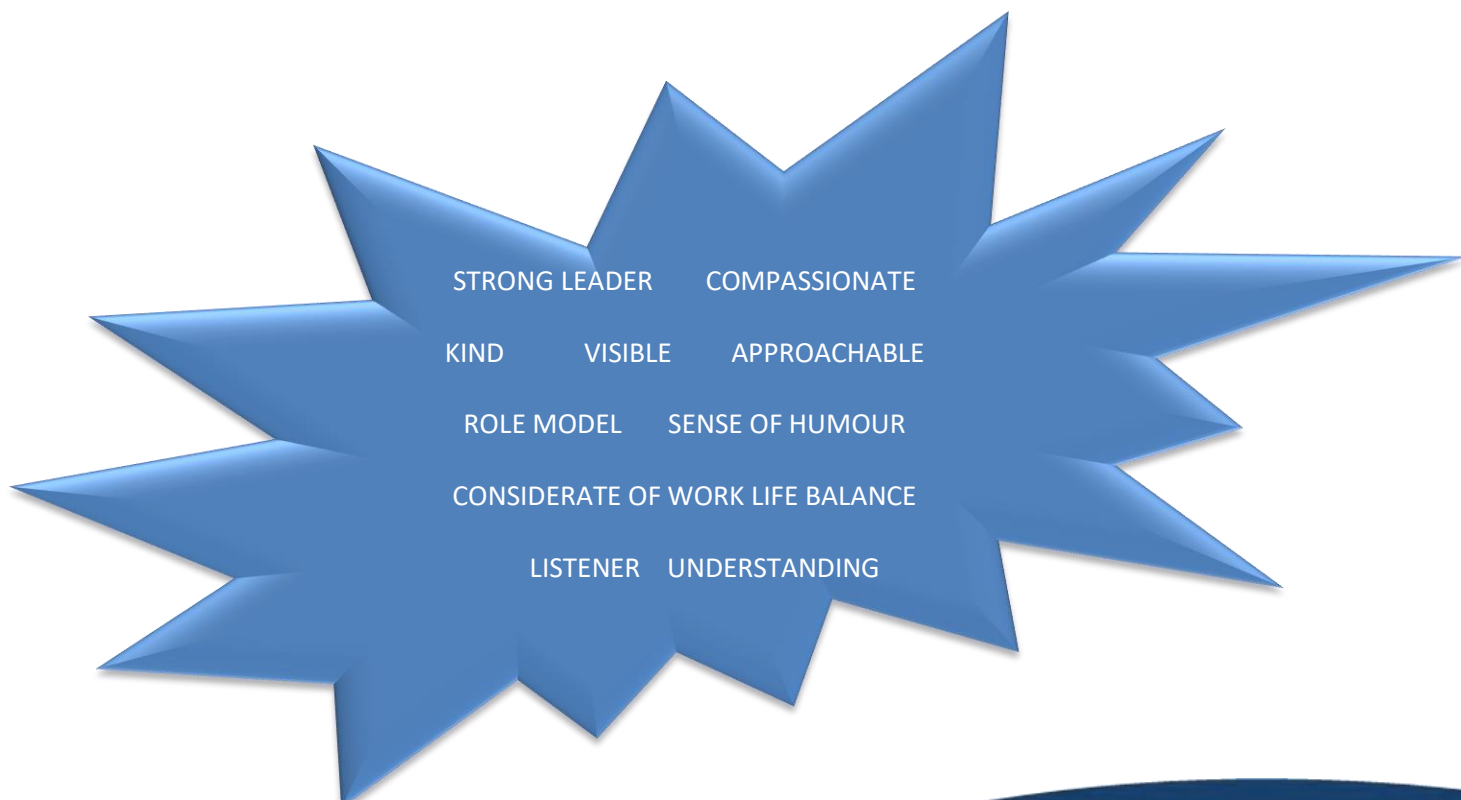 STRONG LEADER COMPASSIONATE
KIND VISIBLE APPROACHABLE
ROLE MODEL SENSE OF HUMOUR
CONSIDERATE OF WORK LIFE BALANCE
LISTENER UNDERSTANDING